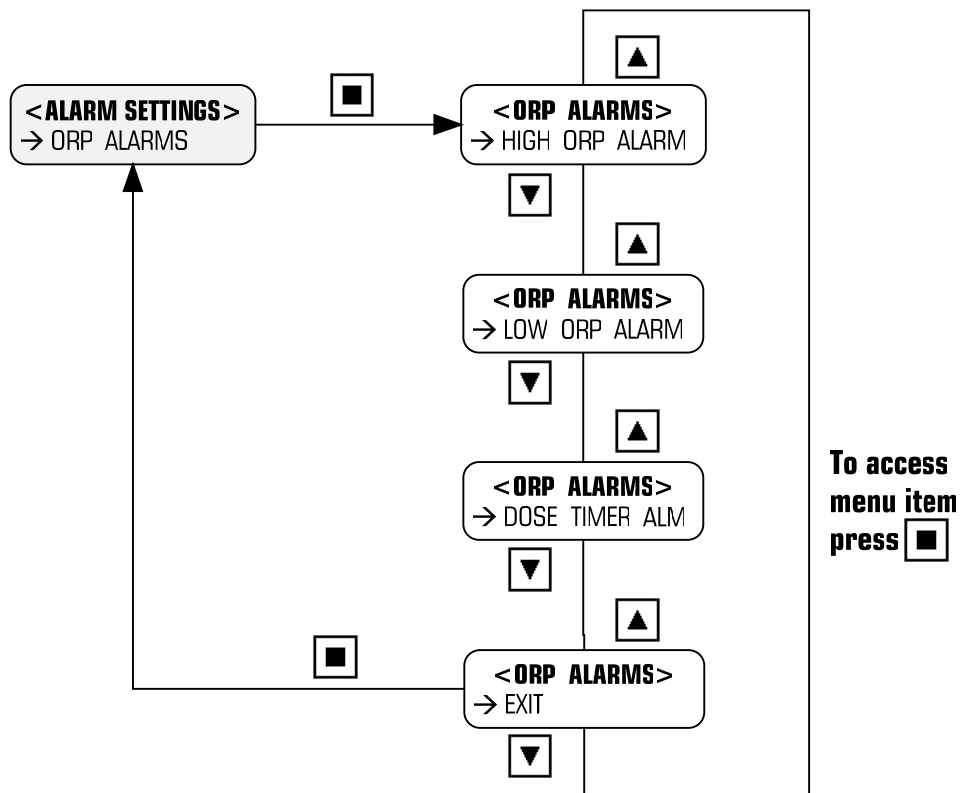 <ALARM SETTINGS>
→ ORP ALARMS
<ORP ALARMS>
→ HIGH ORP ALARM
<ORP ALARMS>
→ LOW ORP ALARM
<ORP ALARMS>
→ DOSE TIMER ALM
<ORP ALARMS>
→ EXIT
To access
menu item
press